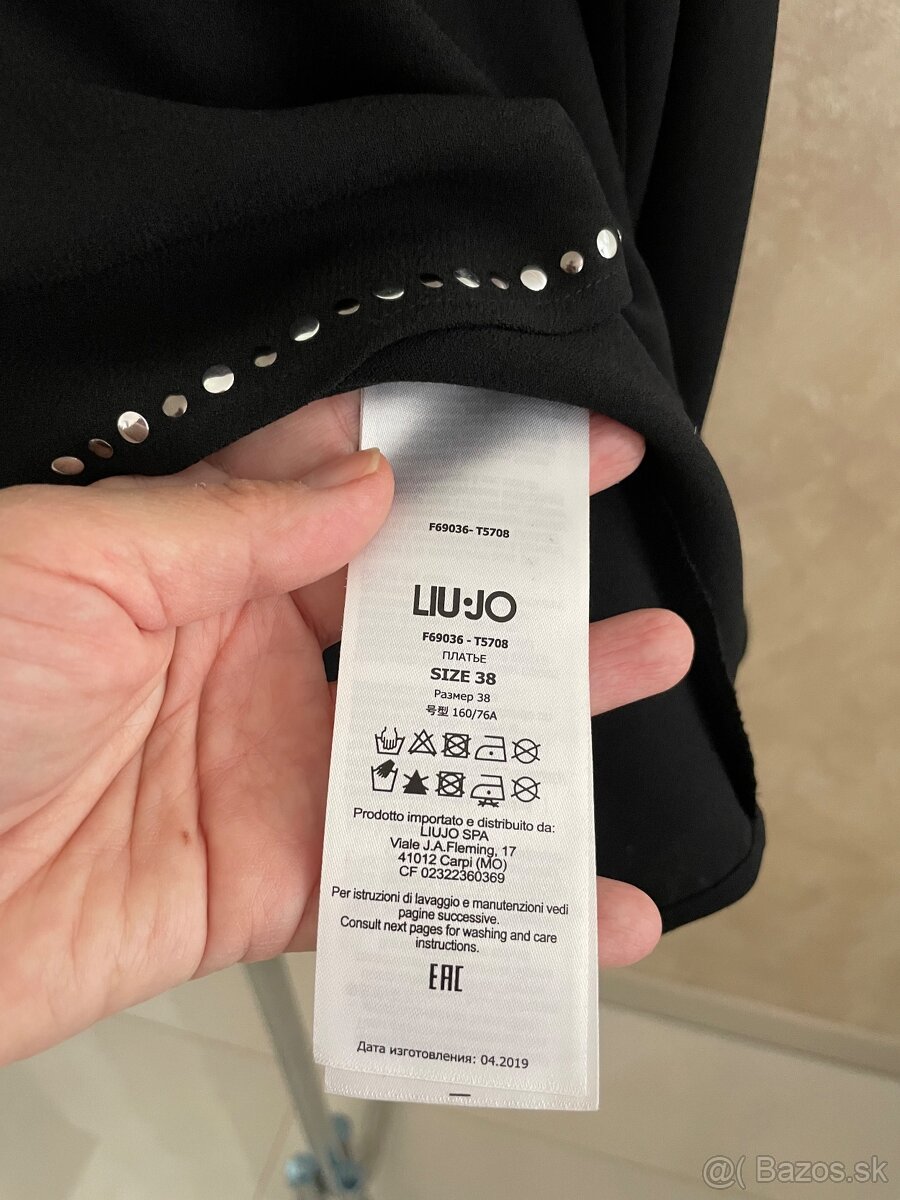 F69036- T5708
LIU·JO
F69036 - T5708
ПЛАТЬЕ
SIZE 38
Размер 38
号型 160/76A
Prodotto importato e distribuito da:
LIUJO SPA
Viale J.A.Fleming, 17
41012 Carpi (MO)
CF 02322360369
Per istruzioni di lavaggio e manutenzioni vedi
pagine successive.
Consult next pages for washing and care
instructions.
EAC
Дата изготовления: 04.2019
@( Bazos.sk